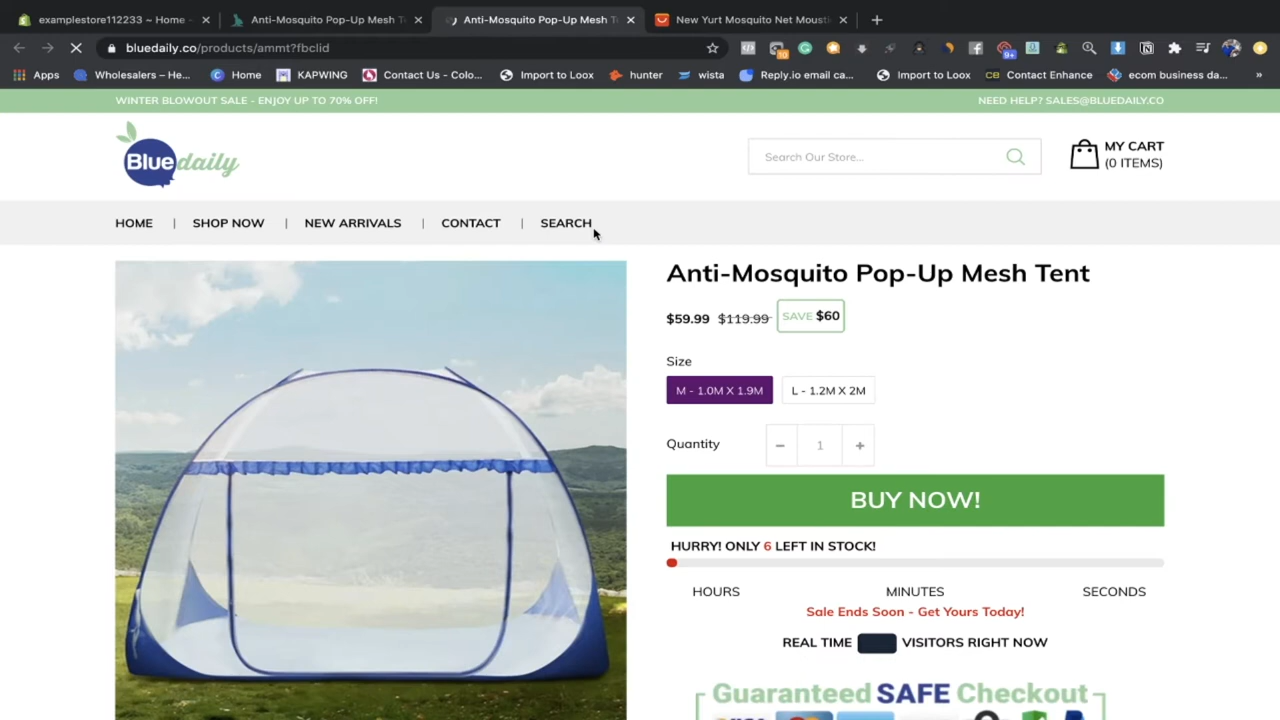 examplestore112233 ~ Home -
Anti-Mosquito Pop-Up Mesh T
Anti-Mosquito Pop-Up Mesh T
New Yurt Mosquito Net Mousti
bluedaily.co/products/ammt?fbclid
10
9+
Apps
Wholesalers – He...
Home
KAPWING
Contact Us - Colo...
Import to Loox
hunter
wista
Reply.io email ca...
Import to Loox
CB Contact Enhance
ecom business da...
»
WINTER BLOWOUT SALE - ENJOY UP TO 70% OFF!
NEED HELP? SALES@BLUEDAILY.CO
Bluedaily
Search Our Store...
MY CART
(0 ITEMS)
HOME | SHOP NOW | NEW ARRIVALS | CONTACT | SEARCH
Anti-Mosquito Pop-Up Mesh Tent
$59.99 $119.99 SAVE $60
Size
M - 1.0M X 1.9M
L - 1.2M X 2M
Quantity
− 1 +
BUY NOW!
HURRY! ONLY 6 LEFT IN STOCK!
HOURS MINUTES SECONDS
Sale Ends Soon - Get Yours Today!
REAL TIME VISITORS RIGHT NOW
Guaranteed SAFE Checkout